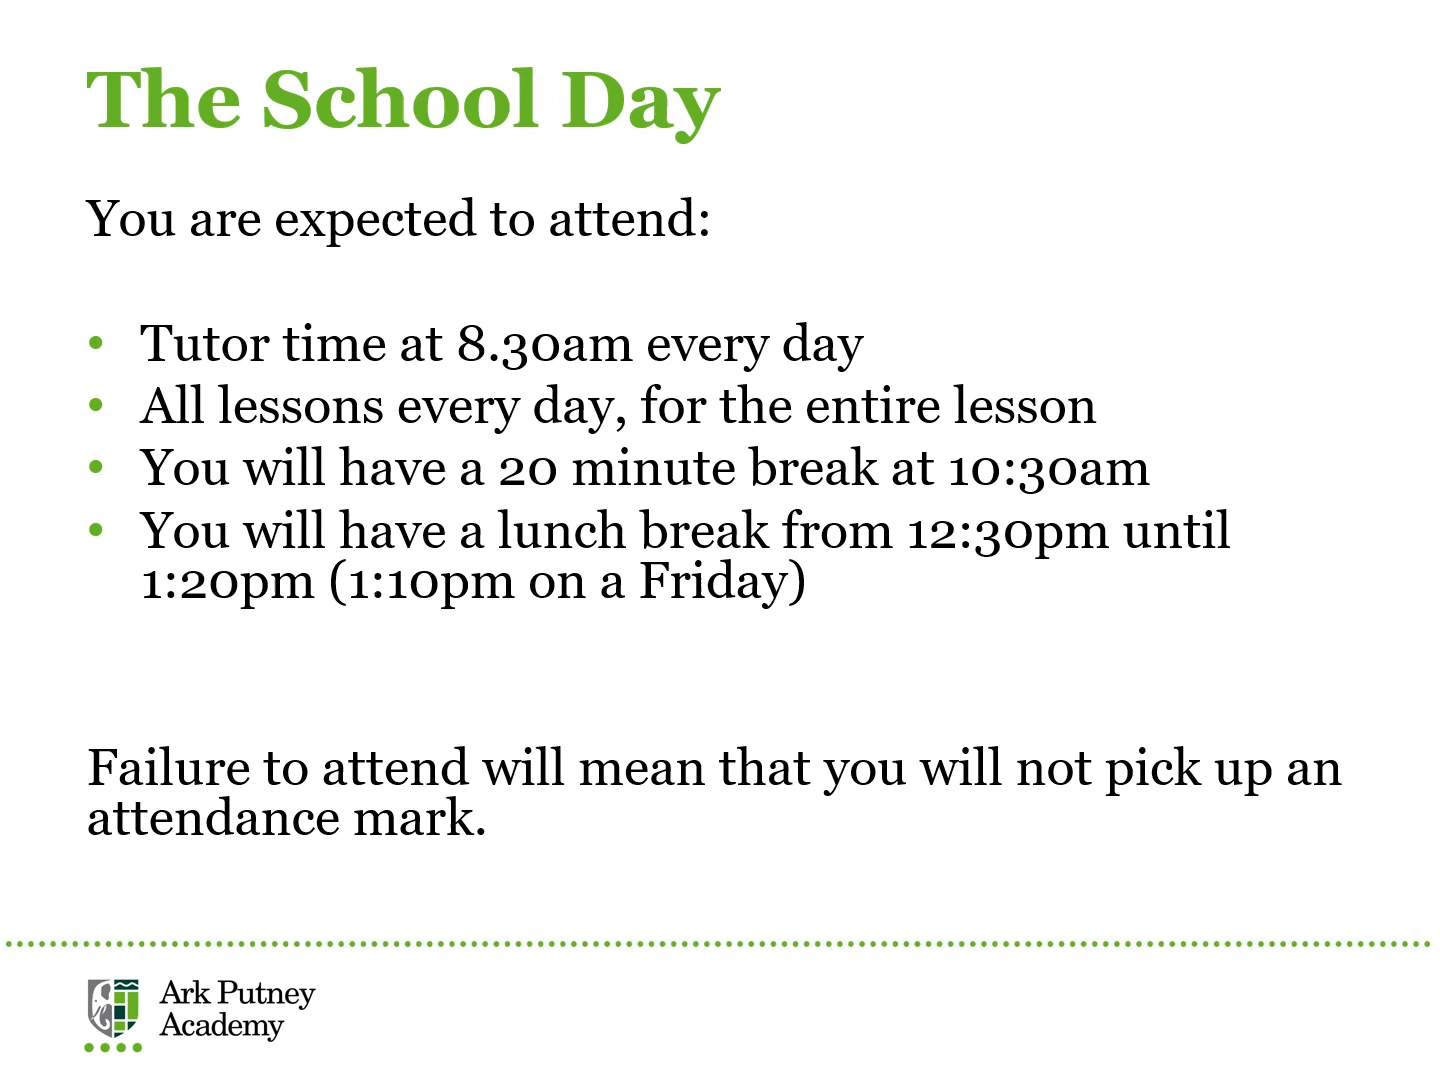 The School Day
You are expected to attend:
• Tutor time at 8.30am every day
• All lessons every day, for the entire lesson
• You will have a 20 minute break at 10:30am
• You will have a lunch break from 12:30pm until
1:20pm (1:10pm on a Friday)
Failure to attend will mean that you will not pick up an
attendance mark.
Ark Putney
Academy